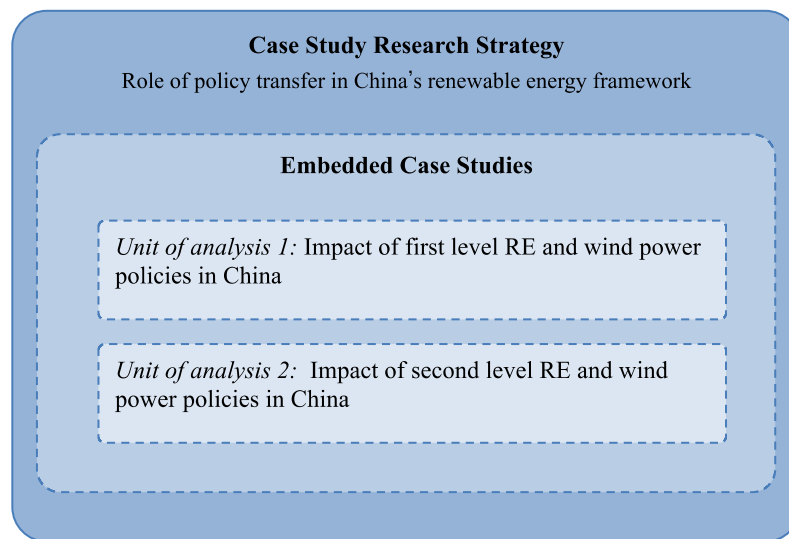 Case Study Research Strategy
Role of policy transfer in China’s renewable energy framework
Embedded Case Studies
Unit of analysis 1: Impact of first level RE and wind power
policies in China
Unit of analysis 2:  Impact of second level RE and wind
power policies in China